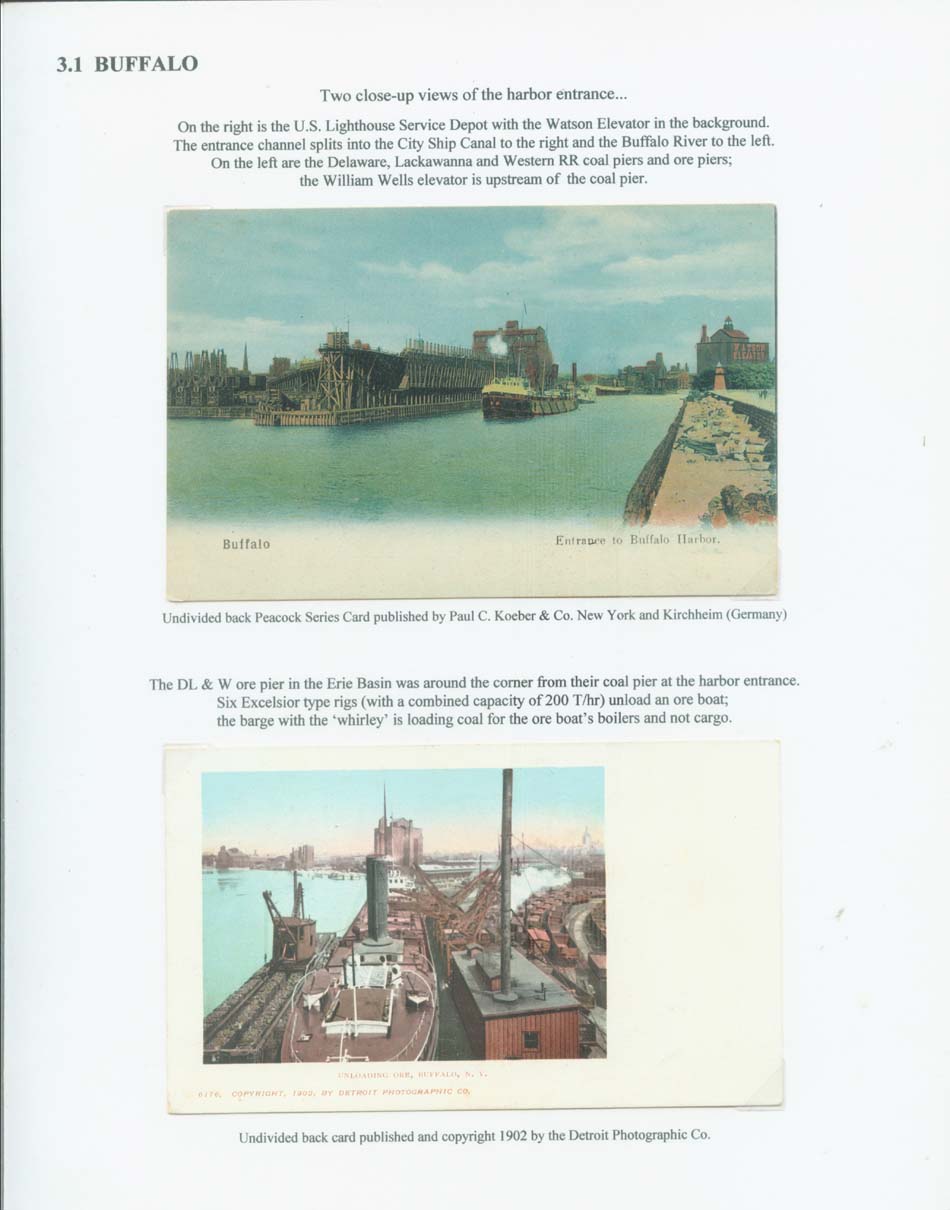 3.1 BUFFALO
Two close-up views of the harbor entrance...
On the right is the U.S. Lighthouse Service Depot with the Watson Elevator in the background.
The entrance channel splits into the City Ship Canal to the right and the Buffalo River to the left.
On the left are the Delaware, Lackawanna and Western RR coal piers and ore piers;
the William Wells elevator is upstream of the coal pier.
WATSON
ELEVATOR
Buffalo
Entrance to Buffalo Harbor.
Undivided back Peacock Series Card published by Paul C. Koeber & Co. New York and Kirchheim (Germany)
The DL & W ore pier in the Erie Basin was around the corner from their coal pier at the harbor entrance.
Six Excelsior type rigs (with a combined capacity of 200 T/hr) unload an ore boat;
the barge with the 'whirley' is loading coal for the ore boat's boilers and not cargo.
UNLOADING ORE, BUFFALO, N. Y.
6176. COPYRIGHT, 1902, BY DETROIT PHOTOGRAPHIC CO.
Undivided back card published and copyright 1902 by the Detroit Photographic Co.